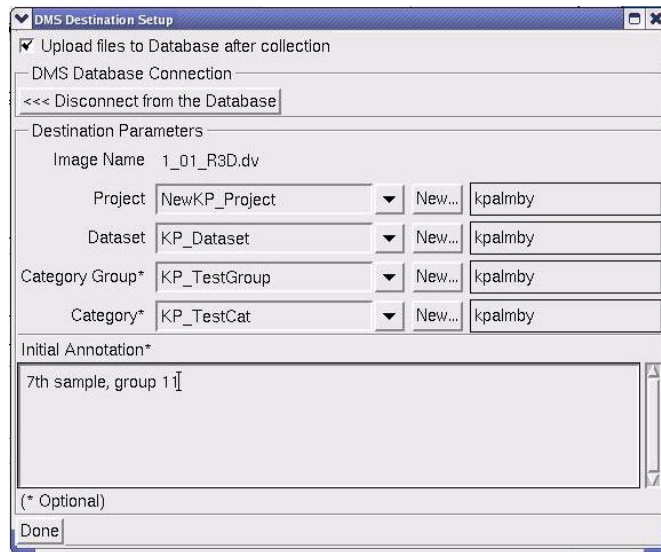 DMS Destination Setup
Upload files to Database after collection
DMS Database Connection
<<< Disconnect from the Database
Destination Parameters
Image Name 1_01_R3D.dv
Project NewKP_Project New... kpalmby
Dataset KP_Dataset New... kpalmby
Category Group* KP_TestGroup New... kpalmby
Category* KP_TestCat New... kpalmby
Initial Annotation*
7th sample, group 11
(* Optional)
Done